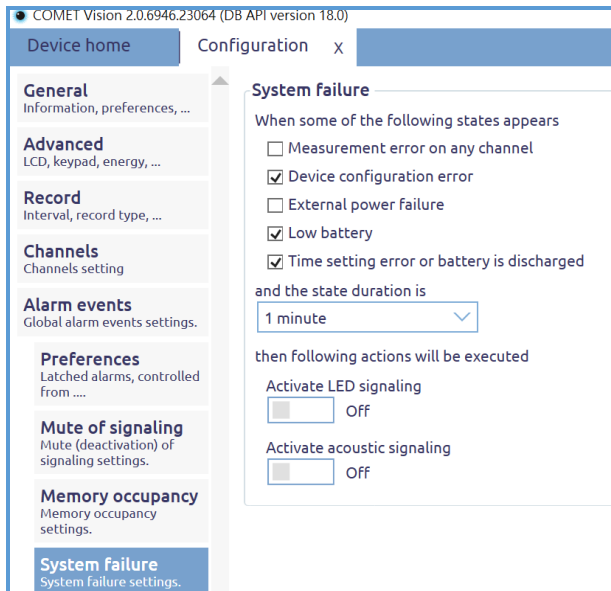 COMET Vision 2.0.6946.23064 (DB API version 18.0)
Device home
Configuration x
General
Information, preferences, ...
Advanced
LCD, keypad, energy, ...
Record
Interval, record type, ...
Channels
Channels setting
Alarm events
Global alarm events settings.
Preferences
Latched alarms, controlled
from ....
Mute of signaling
Mute (deactivation) of
signaling settings.
Memory occupancy
Memory occupancy
settings.
System failure
System failure settings.
System failure
When some of the following states appears
Measurement error on any channel
Device configuration error
External power failure
Low battery
Time setting error or battery is discharged
and the state duration is
1 minute
then following actions will be executed
Activate LED signaling
Off
Activate acoustic signaling
Off